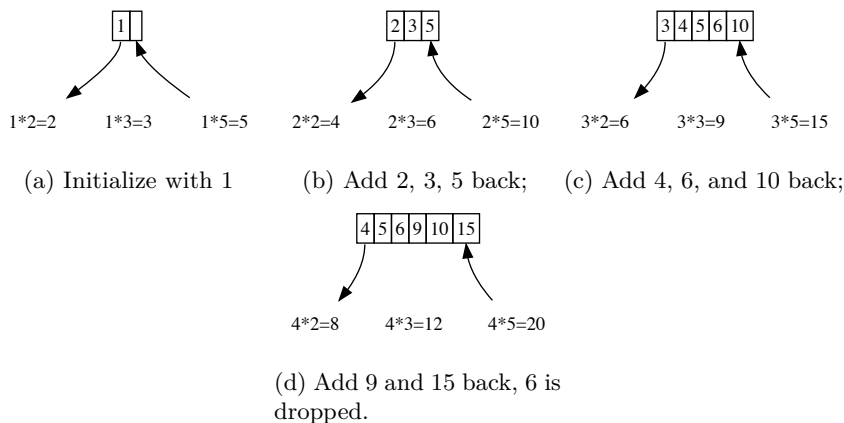 1
2 3 5
3 4 5 6 10
1*2=2 1*3=3 1*5=5
2*2=4 2*3=6 2*5=10
3*2=6 3*3=9 3*5=15
(a) Initialize with 1
(b) Add 2, 3, 5 back;
(c) Add 4, 6, and 10 back;
4 5 6 9 10 15
4*2=8 4*3=12 4*5=20
(d) Add 9 and 15 back, 6 is
dropped.